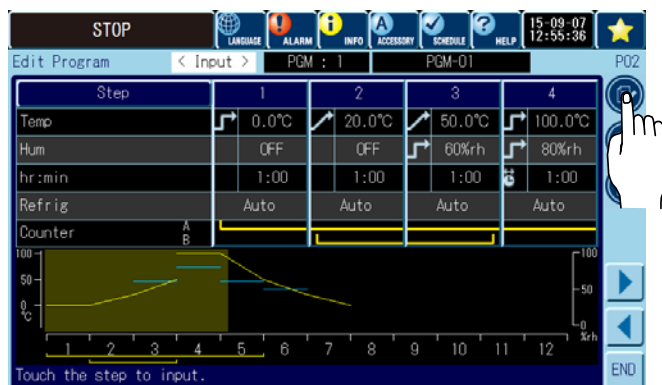 STOP LANGUAGE ALARM INFO ACCESSORY SCHEDULE HELP 15-09-07
12:55:36
Edit Program < Input > PGM : 1 PGM-01 P02
Step 1 2 3 4
Temp 0.0°C 20.0°C 50.0°C 100.0°C
Hum OFF OFF 60%rh 80%rh
hr:min 1:00 1:00 1:00 1:00
Refrig Auto Auto Auto Auto
Counter A
B
100 100
50 50
0 0
°C %rh
1 2 3 4 5 6 7 8 9 10 11 12
Touch the step to input. END